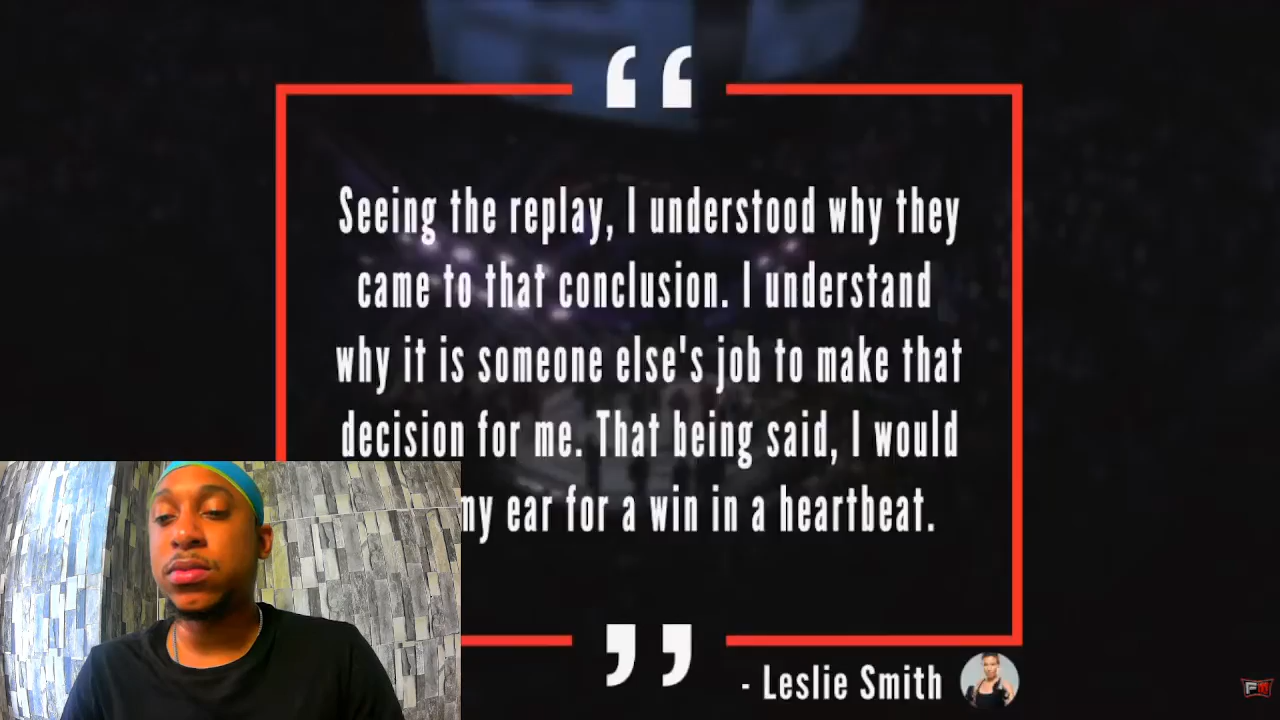 “
Seeing the replay, I understood why they
came to that conclusion. I understand
why it is someone else's job to make that
decision for me. That being said, I would
my ear for a win in a heartbeat.
”
- Leslie Smith